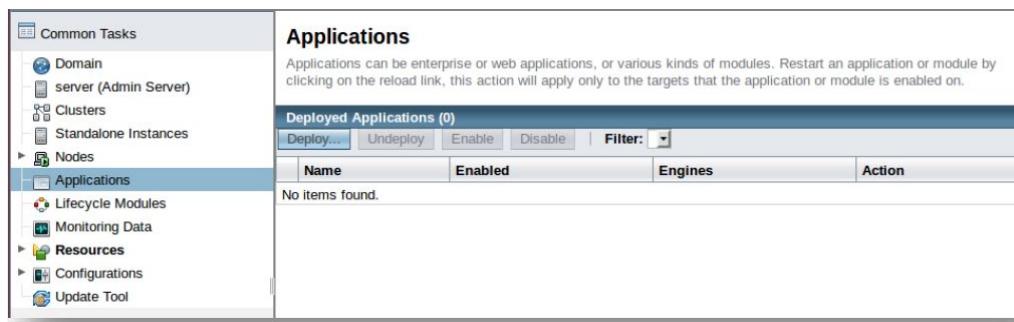 Common Tasks
Domain
server (Admin Server)
Clusters
Standalone Instances
Nodes
Applications
Lifecycle Modules
Monitoring Data
Resources
Configurations
Update Tool
Applications
Applications can be enterprise or web applications, or various kinds of modules. Restart an application or module by
clicking on the reload link, this action will apply only to the targets that the application or module is enabled on.
Deployed Applications (0)
Deploy... Undeploy Enable Disable | Filter:
Name Enabled Engines Action
No items found.